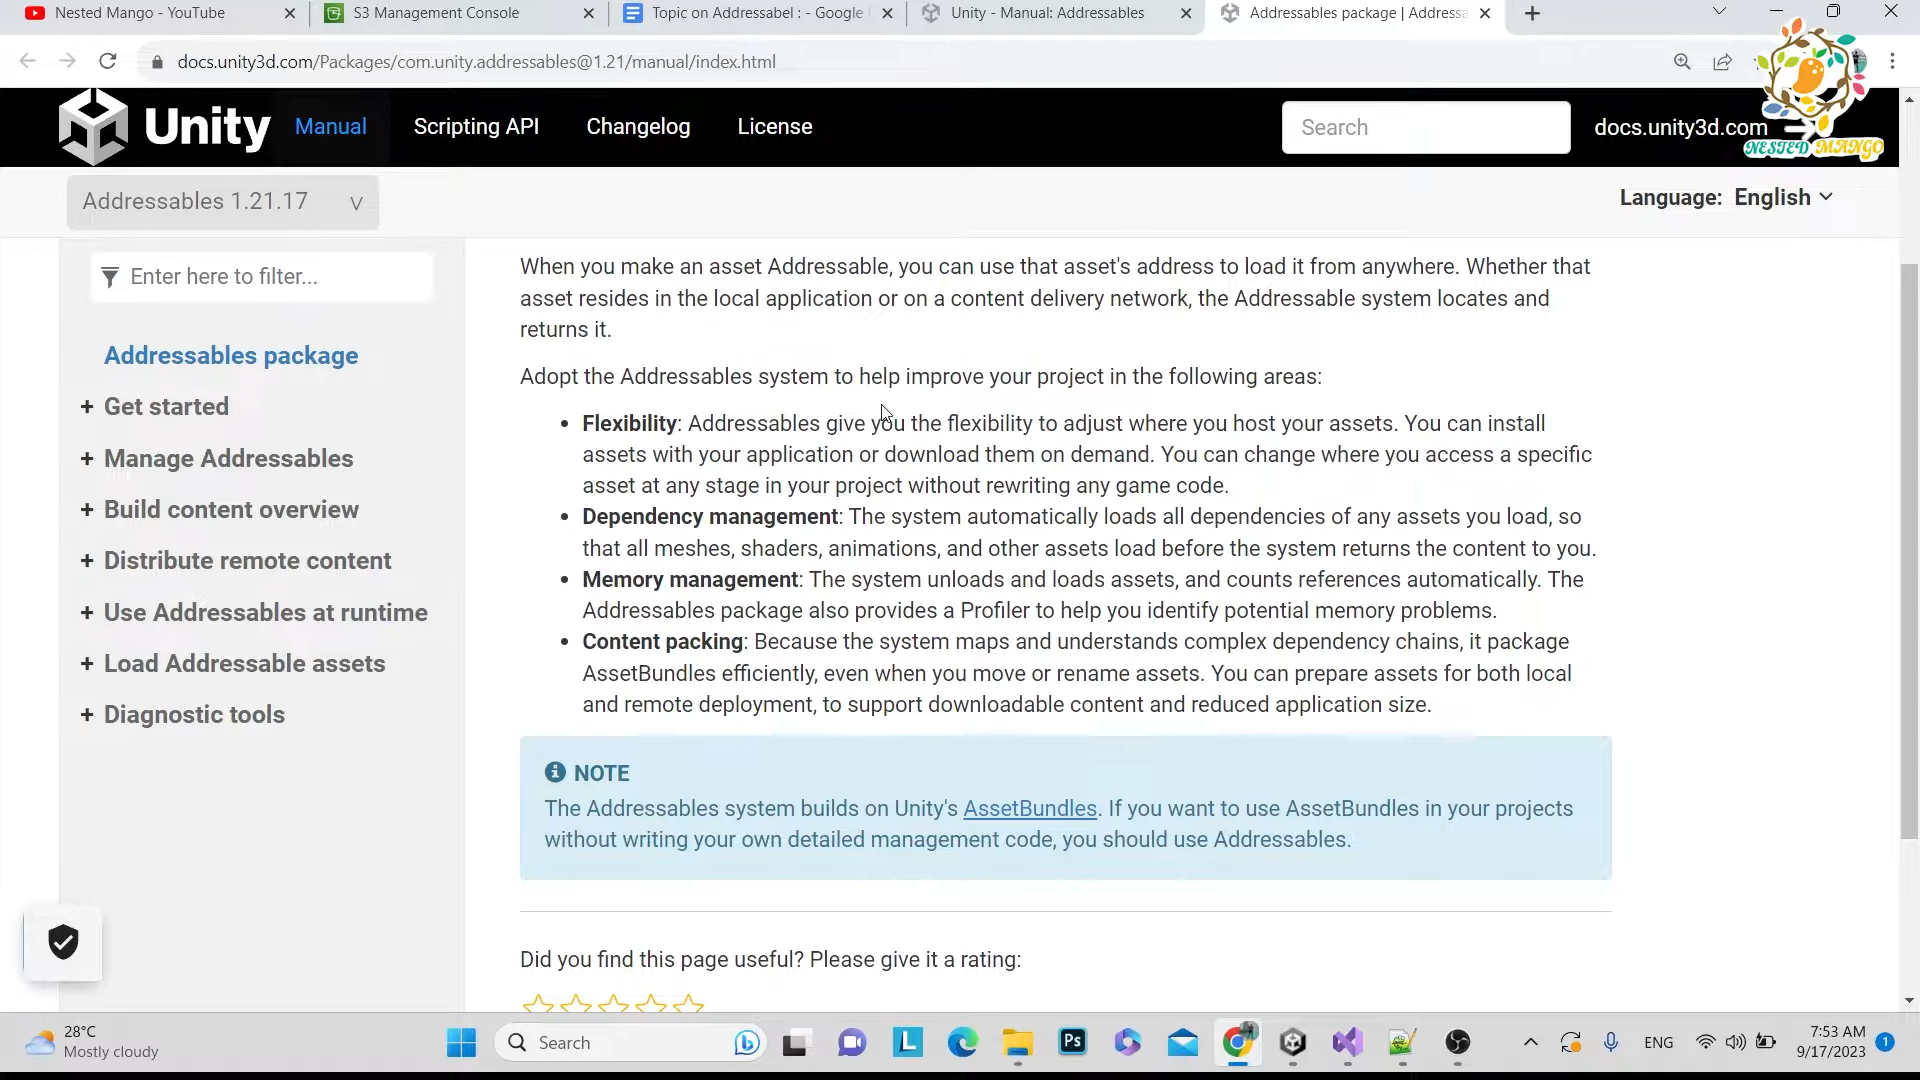 Nested Mango - YouTube
S3 Management Console
Topic on Addressabel : - Google
Unity - Manual: Addressables
Addressables package | Addressa
docs.unity3d.com/Packages/com.unity.addressables@1.21/manual/index.html
Unity
Manual
Scripting API
Changelog
License
Search
docs.unity3d.com
NESTED MANGO
Addressables 1.21.17
Language: English
Enter here to filter...
Addressables package
+ Get started
+ Manage Addressables
+ Build content overview
+ Distribute remote content
+ Use Addressables at runtime
+ Load Addressable assets
+ Diagnostic tools
When you make an asset Addressable, you can use that asset's address to load it from anywhere. Whether that
asset resides in the local application or on a content delivery network, the Addressable system locates and
returns it.
Adopt the Addressables system to help improve your project in the following areas:
• Flexibility: Addressables give you the flexibility to adjust where you host your assets. You can install
assets with your application or download them on demand. You can change where you access a specific
asset at any stage in your project without rewriting any game code.
• Dependency management: The system automatically loads all dependencies of any assets you load, so
that all meshes, shaders, animations, and other assets load before the system returns the content to you.
• Memory management: The system unloads and loads assets, and counts references automatically. The
Addressables package also provides a Profiler to help you identify potential memory problems.
• Content packing: Because the system maps and understands complex dependency chains, it package
AssetBundles efficiently, even when you move or rename assets. You can prepare assets for both local
and remote deployment, to support downloadable content and reduced application size.
NOTE
The Addressables system builds on Unity's AssetBundles. If you want to use AssetBundles in your projects
without writing your own detailed management code, you should use Addressables.
Did you find this page useful? Please give it a rating:
28°C
Mostly cloudy
Search
L
Ps
ENG
7:53 AM
9/17/2023
1